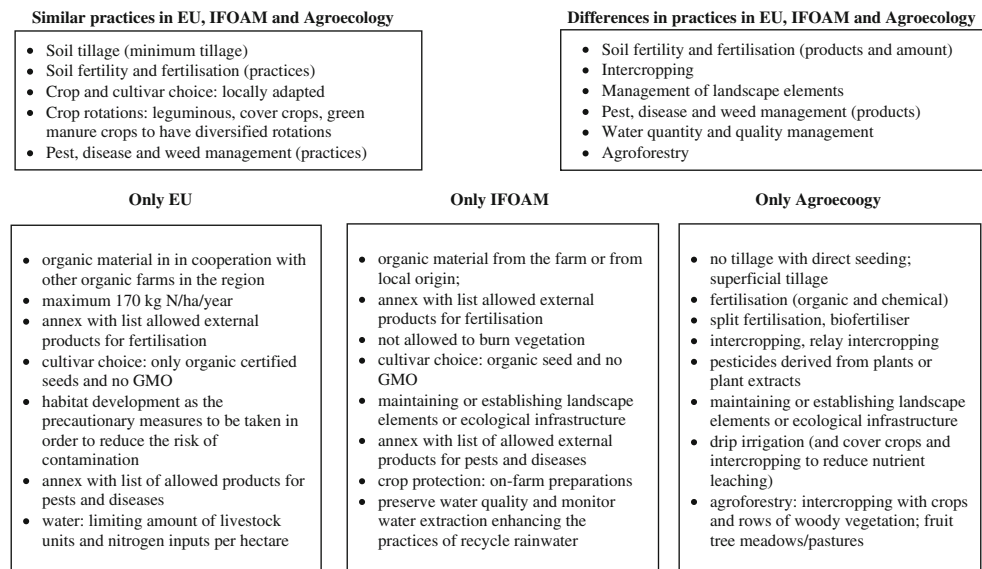 Similar practices in EU, IFOAM and Agroecology
• Soil tillage (minimum tillage)
• Soil fertility and fertilisation (practices)
• Crop and cultivar choice: locally adapted
• Crop rotations: leguminous, cover crops, green
manure crops to have diversified rotations
• Pest, disease and weed management (practices)
Differences in practices in EU, IFOAM and Agroecology
• Soil fertility and fertilisation (products and amount)
• Intercropping
• Management of landscape elements
• Pest, disease and weed management (products)
• Water quantity and quality management
• Agroforestry
Only EU
• organic material in in cooperation with
other organic farms in the region
• maximum 170 kg N/ha/year
• annex with list allowed external
products for fertilisation
• cultivar choice: only organic certified
seeds and no GMO
• habitat development as the
precautionary measures to be taken in
order to reduce the risk of
contamination
• annex with list of allowed products for
pests and diseases
• water: limiting amount of livestock
units and nitrogen inputs per hectare
Only IFOAM
• organic material from the farm or from
local origin;
• annex with list allowed external
products for fertilisation
• not allowed to burn vegetation
• cultivar choice: organic seed and no
GMO
• maintaining or establishing landscape
elements or ecological infrastructure
• annex with list of allowed external
products for pests and diseases
• crop protection: on-farm preparations
• preserve water quality and monitor
water extraction enhancing the
practices of recycle rainwater
Only Agroecoogy
• no tillage with direct seeding;
superficial tillage
• fertilisation (organic and chemical)
• split fertilisation, biofertiliser
• intercropping, relay intercropping
• pesticides derived from plants or
plant extracts
• maintaining or establishing landscape
elements or ecological infrastructure
• drip irrigation (and cover crops and
intercropping to reduce nutrient
leaching)
• agroforestry: intercropping with crops
and rows of woody vegetation; fruit
tree meadows/pastures